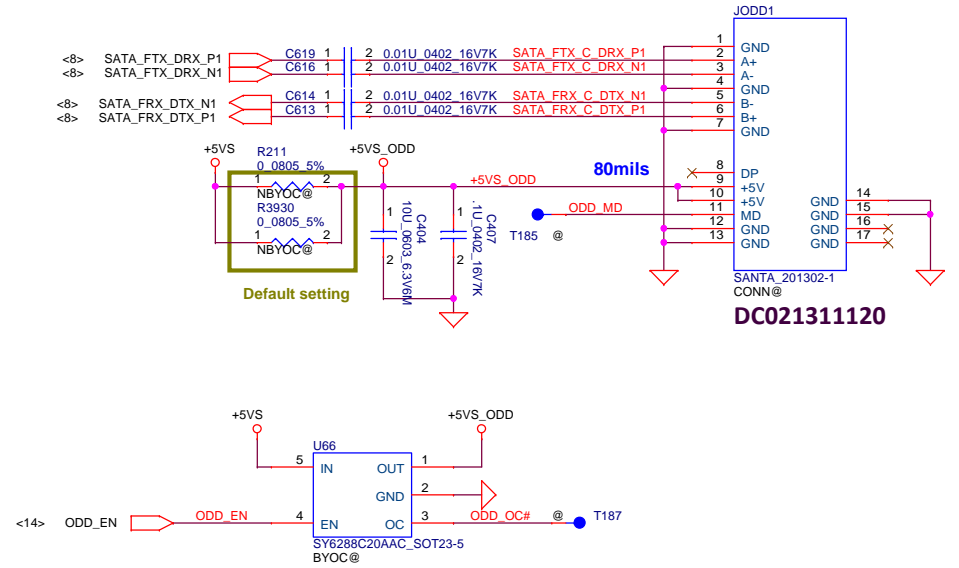 JODD1
<8> SATA_FTX_DRX_P1 C619 1 2 0.01U_0402_16V7K SATA_FTX_C_DRX_P1
<8> SATA_FTX_DRX_N1 C616 1 2 0.01U_0402_16V7K SATA_FTX_C_DRX_N1
<8> SATA_FRX_DTX_N1 C614 1 2 0.01U_0402_16V7K SATA_FRX_C_DTX_N1
<8> SATA_FRX_DTX_P1 C613 1 2 0.01U_0402_16V7K SATA_FRX_C_DTX_P1
1 GND
2 A+
3 A-
4 GND
5 B-
6 B+
7 GND
8 DP
9 +5V
10 +5V
11 MD
12 GND
13 GND
GND 14
GND 15
GND 16
GND 17
SANTA_201302-1
CONN@
DC021311120
+5VS
+5VS_ODD
R211
0_0805_5%
1 2
NBYOC@
R3930
0_0805_5%
1 2
NBYOC@
Default setting
1
C404
10U_0603_6.3V6M
2
1
C407
.1U_0402_16V7K
2
+5VS_ODD
80mils
ODD_MD
T185 @
+5VS
+5VS_ODD
U66
5 IN OUT 1
GND 2
<14> ODD_EN ODD_EN 4 EN OC 3 ODD_OC# @ T187
SY6288C20AAC_SOT23-5
BYOC@